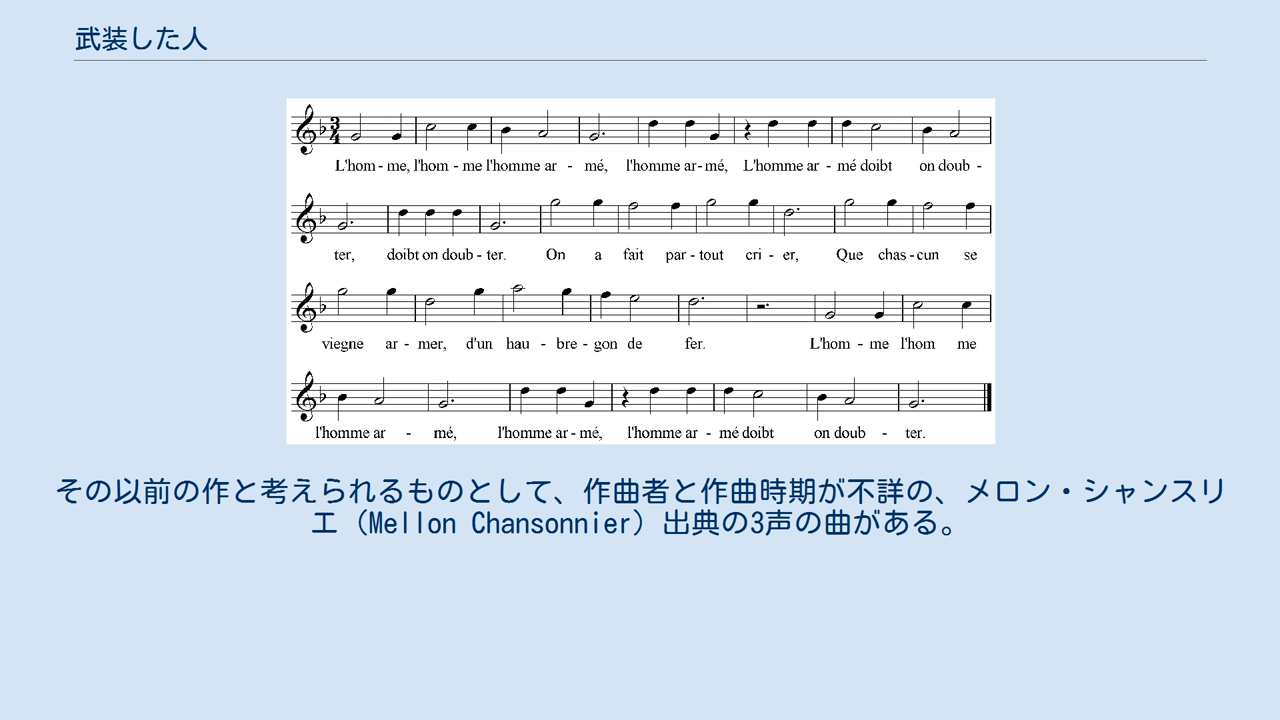 武装した人
3
4
L'hom - me, l'hom - me l'homme ar - mé, l'homme ar - mé, L'homme ar - mé doibt on doub -
ter, doibt on doub - ter. On a fait par - tout cri - er, Que chas - cun se
viegne ar - mer, d'un hau - bre - gon de fer. L'hom - me l'hom me
l'homme ar - mé, l'homme ar - mé, l'homme ar - mé doibt on doub - ter.
その以前の作と考えられるものとして、作曲者と作曲時期が不詳の、メロン・シャンスリ
エ（Mellon Chansonnier）出典の3声の曲がある。